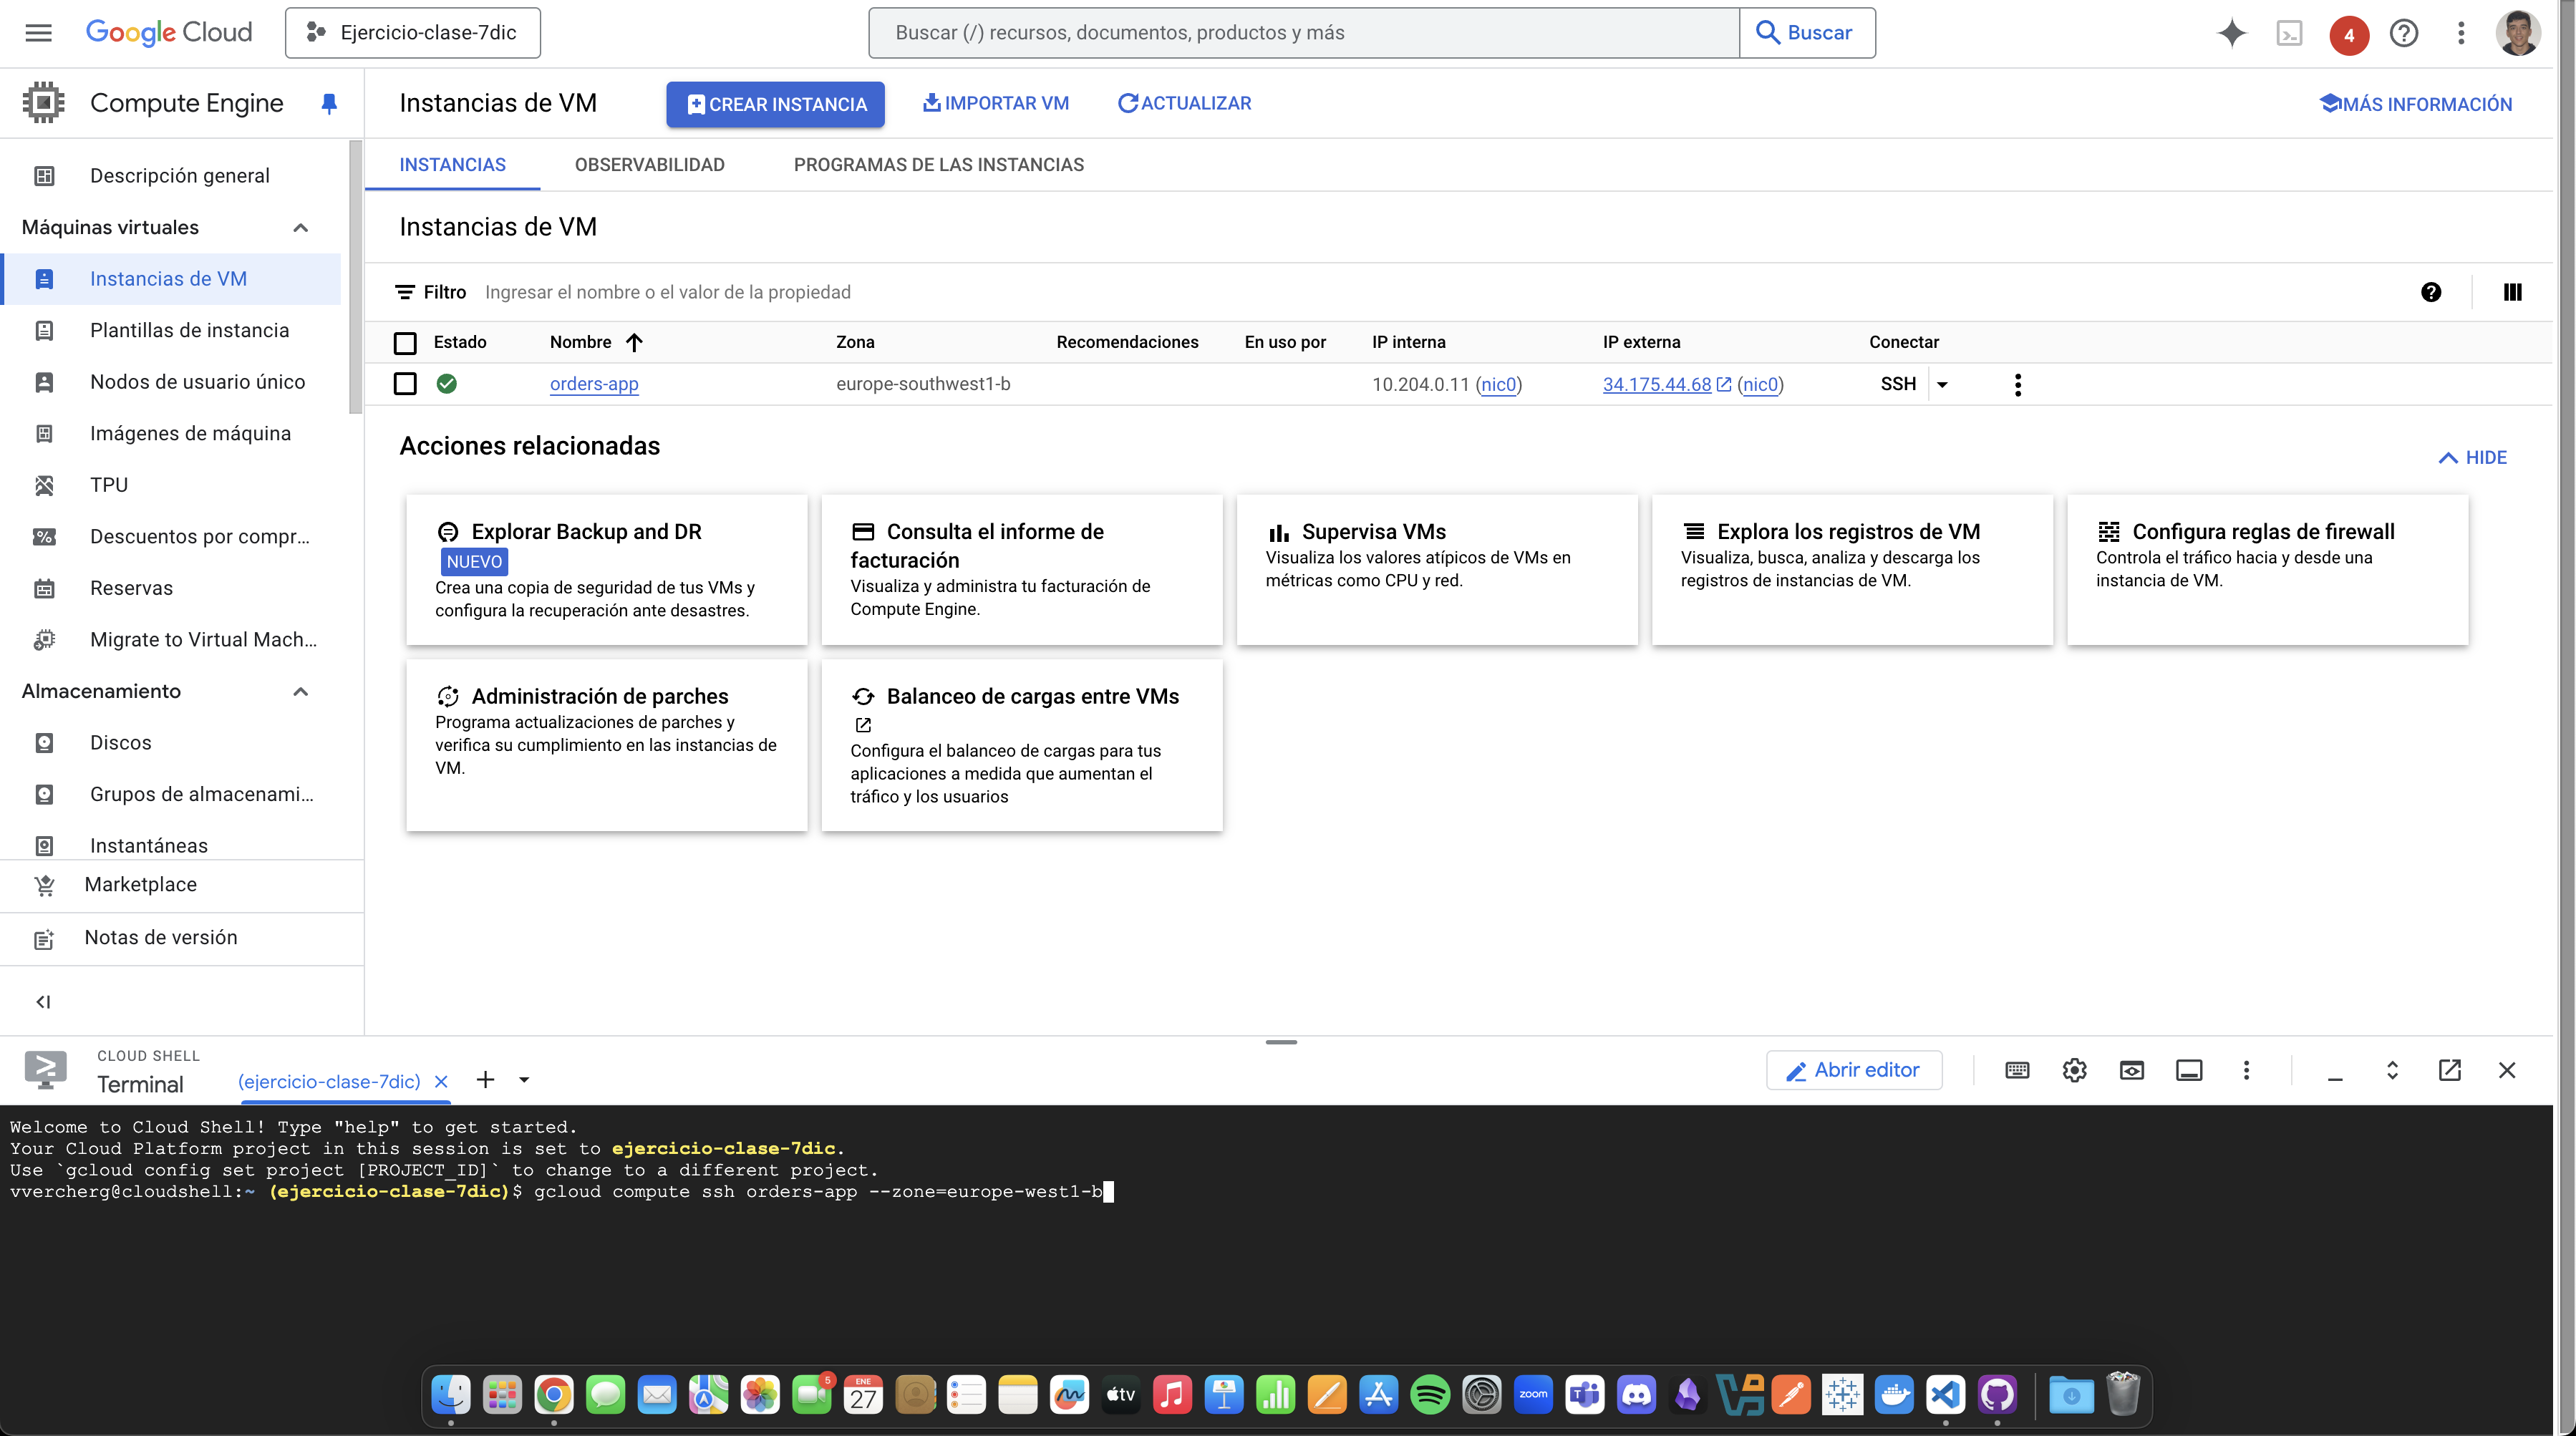 Google Cloud
Ejercicio-clase-7dic
Buscar (/) recursos, documentos, productos y más
Buscar
4
Compute Engine
Instancias de VM
CREAR INSTANCIA
IMPORTAR VM
ACTUALIZAR
MÁS INFORMACIÓN
Descripción general
Máquinas virtuales
Instancias de VM
Plantillas de instancia
Nodos de usuario único
Imágenes de máquina
TPU
Descuentos por compr...
Reservas
Migrate to Virtual Mach...
Almacenamiento
Discos
Grupos de almacenami...
Instantáneas
Marketplace
Notas de versión
INSTANCIAS
OBSERVABILIDAD
PROGRAMAS DE LAS INSTANCIAS
Instancias de VM
Filtro
Ingresar el nombre o el valor de la propiedad
Estado
Nombre
Zona
Recomendaciones
En uso por
IP interna
IP externa
Conectar
orders-app
europe-southwest1-b
10.204.0.11 (nic0)
34.175.44.68 (nic0)
SSH
Acciones relacionadas
HIDE
Explorar Backup and DR
NUEVO
Crea una copia de seguridad de tus VMs y
configura la recuperación ante desastres.
Consulta el informe de
facturación
Visualiza y administra tu facturación de
Compute Engine.
Supervisa VMs
Visualiza los valores atípicos de VMs en
métricas como CPU y red.
Explora los registros de VM
Visualiza, busca, analiza y descarga los
registros de instancias de VM.
Configura reglas de firewall
Controla el tráfico hacia y desde una
instancia de VM.
Administración de parches
Programa actualizaciones de parches y
verifica su cumplimiento en las instancias de
VM.
Balanceo de cargas entre VMs
Configura el balanceo de cargas para tus
aplicaciones a medida que aumentan el
tráfico y los usuarios
CLOUD SHELL
Terminal
(ejercicio-clase-7dic)
Abrir editor
Welcome to Cloud Shell! Type "help" to get started.
Your Cloud Platform project in this session is set to ejercicio-clase-7dic.
Use `gcloud config set project [PROJECT_ID]` to change to a different project.
vvercherg@cloudshell:~ (ejercicio-clase-7dic)$ gcloud compute ssh orders-app --zone=europe-west1-b
5
ENE
27
tv
zoom